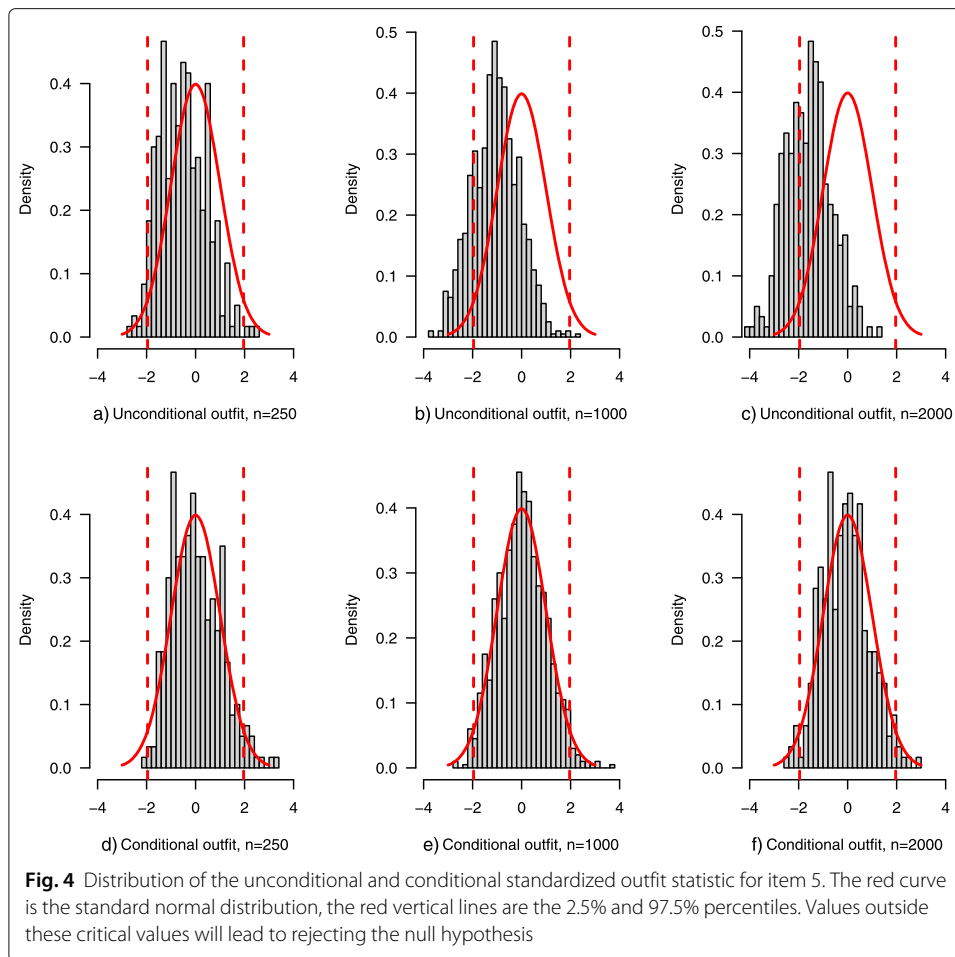 0.4
0.3
0.2
0.1
0.0
Density
−4 −2 0 2 4
a) Unconditional outfit, n=250
0.5
0.4
0.3
0.2
0.1
0.0
Density
−4 −2 0 2 4
b) Unconditional outfit, n=1000
0.5
0.4
0.3
0.2
0.1
0.0
Density
−4 −2 0 2 4
c) Unconditional outfit, n=2000
0.4
0.3
0.2
0.1
0.0
Density
−4 −2 0 2 4
d) Conditional outfit, n=250
0.4
0.3
0.2
0.1
0.0
Density
−4 −2 0 2 4
e) Conditional outfit, n=1000
0.4
0.3
0.2
0.1
0.0
Density
−4 −2 0 2 4
f) Conditional outfit, n=2000
Fig. 4 Distribution of the unconditional and conditional standardized outfit statistic for item 5. The red curve
is the standard normal distribution, the red vertical lines are the 2.5% and 97.5% percentiles. Values outside
these critical values will lead to rejecting the null hypothesis